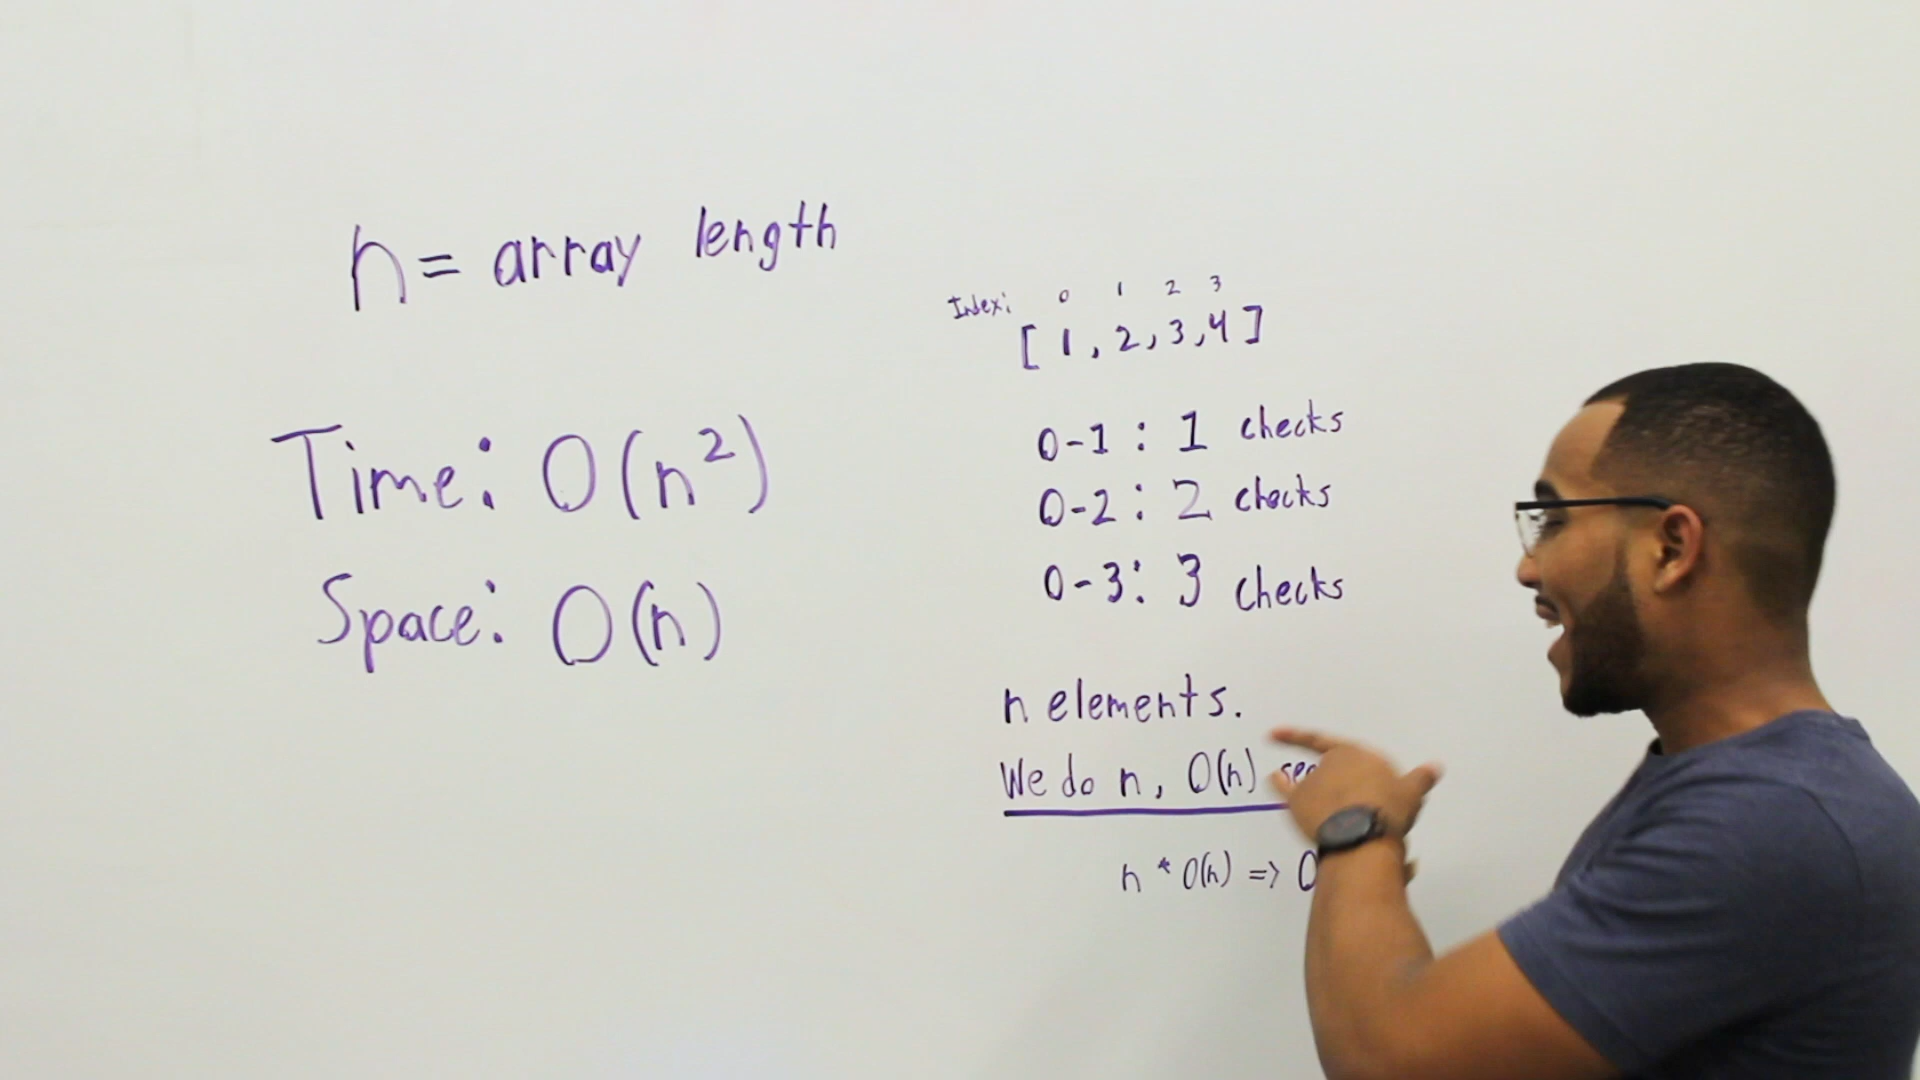 n = array length
Time: O(n²)
Space: O(n)
Index: 0 1 2 3
[ 1, 2, 3, 4 ]
0-1 : 1 checks
0-2 : 2 checks
0-3 : 3 checks
n elements.
We do n, O(n)
n * O(n) => O